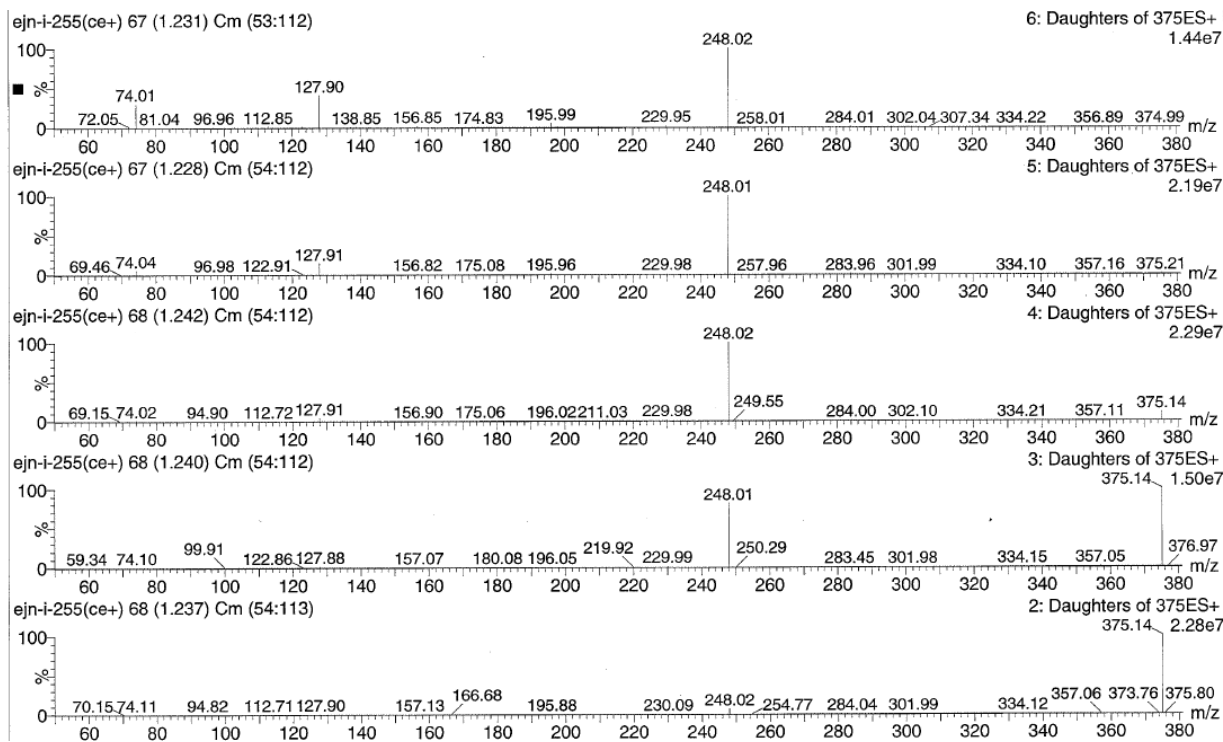 ejn-i-255(ce+) 67 (1.231) Cm (53:112)
6: Daughters of 375ES+
1.44e7
100
%
0
248.02
127.90
74.01
72.05 81.04 96.96 112.85 138.85 156.85 174.83 195.99 229.95 258.01 284.01 302.04 307.34 334.22 356.89 374.99
m/z
60 80 100 120 140 160 180 200 220 240 260 280 300 320 340 360 380
ejn-i-255(ce+) 67 (1.228) Cm (54:112)
5: Daughters of 375ES+
2.19e7
100
%
0
248.01
127.91
69.46 74.04 96.98 122.91 156.82 175.08 195.96 229.98 257.96 283.96 301.99 334.10 357.16 375.21
m/z
60 80 100 120 140 160 180 200 220 240 260 280 300 320 340 360 380
ejn-i-255(ce+) 68 (1.242) Cm (54:112)
4: Daughters of 375ES+
2.29e7
100
%
0
248.02
249.55
375.14
69.15 74.02 94.90 112.72 127.91 156.90 175.06 196.02 211.03 229.98 284.00 302.10 334.21 357.11
m/z
60 80 100 120 140 160 180 200 220 240 260 280 300 320 340 360 380
ejn-i-255(ce+) 68 (1.240) Cm (54:112)
3: Daughters of 375ES+
375.14 1.50e7
100
%
0
248.01
99.91 219.92 250.29 376.97
59.34 74.10 122.86 127.88 157.07 180.08 196.05 229.99 283.45 301.98 334.15 357.05
m/z
60 80 100 120 140 160 180 200 220 240 260 280 300 320 340 360 380
ejn-i-255(ce+) 68 (1.237) Cm (54:113)
2: Daughters of 375ES+
375.14 2.28e7
100
%
0
166.68 357.06 373.76 375.80
70.15 74.11 94.82 112.71 127.90 157.13 195.88 230.09 248.02 254.77 284.04 301.99 334.12
m/z
60 80 100 120 140 160 180 200 220 240 260 280 300 320 340 360 380